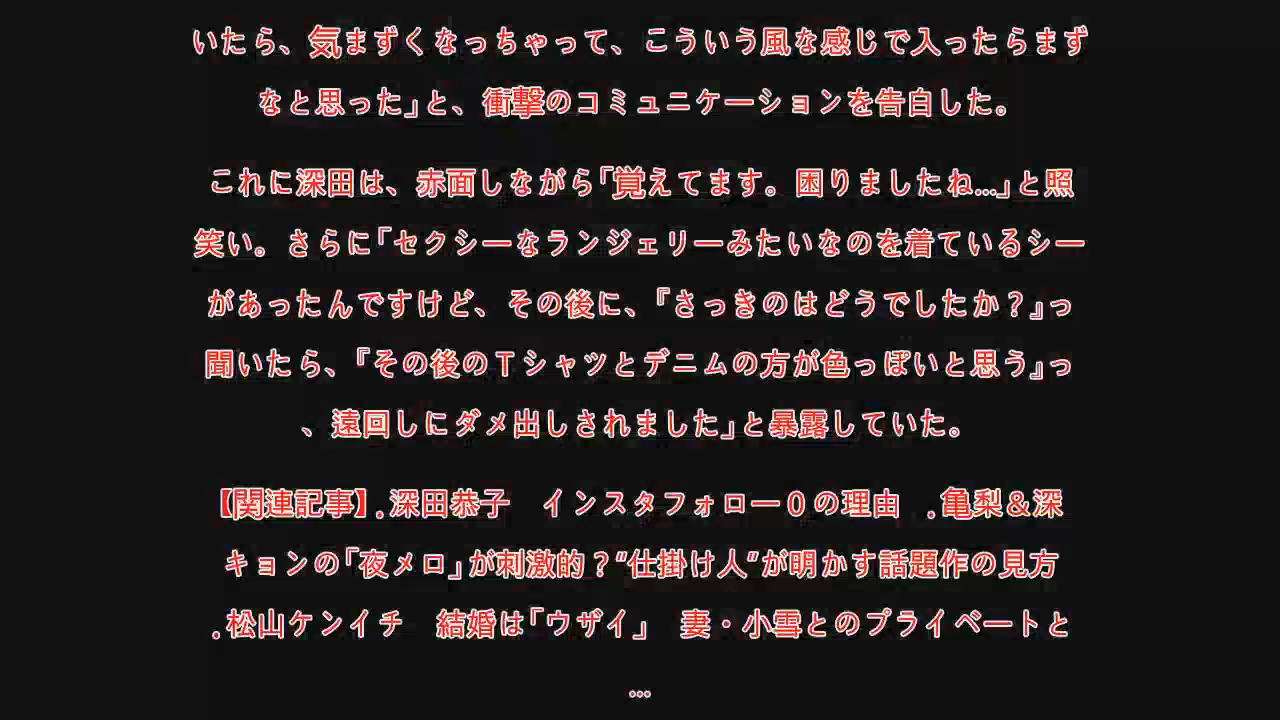 いたら、気まずくなっちゃって、こういう風な感じで入ったらまず
なと思った」と、衝撃のコミュニケーションを告白した。
これに深田は、赤面しながら「覚えてます。困りましたね…」と照
笑い。さらに「セクシーなランジェリーみたいなのを着ているシー
があったんですけど、その後に、『さっきのはどうでしたか？』っ
聞いたら、『その後のＴシャツとデニムの方が色っぽいと思う』っ
、遠回しにダメ出しされました」と暴露していた。
【関連記事】.深田恭子　インスタフォロー０の理由　.亀梨＆深
キョンの「夜メロ」が刺激的？”仕掛け人”が明かす話題作の見方
.松山ケンイチ　結婚は「ウザイ」　妻・小雪とのプライベートと
…